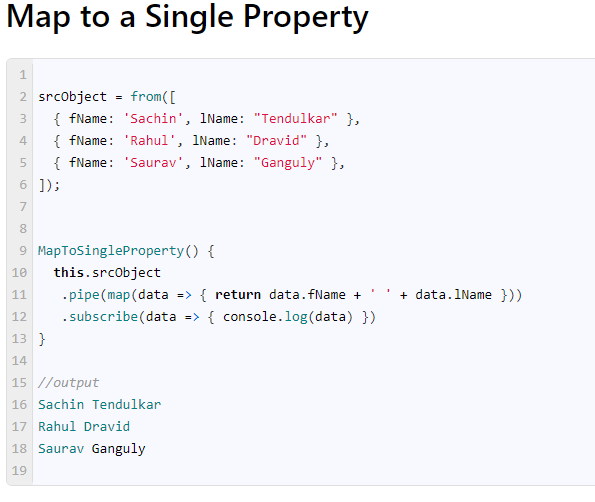 Map to a Single Property
1
2 srcObject = from([
3   { fName: 'Sachin', lName: "Tendulkar" },
4   { fName: 'Rahul', lName: "Dravid" },
5   { fName: 'Saurav', lName: "Ganguly" },
6 ]);
7
8
9 MapToSingleProperty() {
10   this.srcObject
11    .pipe(map(data => { return data.fName + ' ' + data.lName }))
12    .subscribe(data => { console.log(data) })
13 }
14
15 //output
16 Sachin Tendulkar
17 Rahul Dravid
18 Saurav Ganguly
19